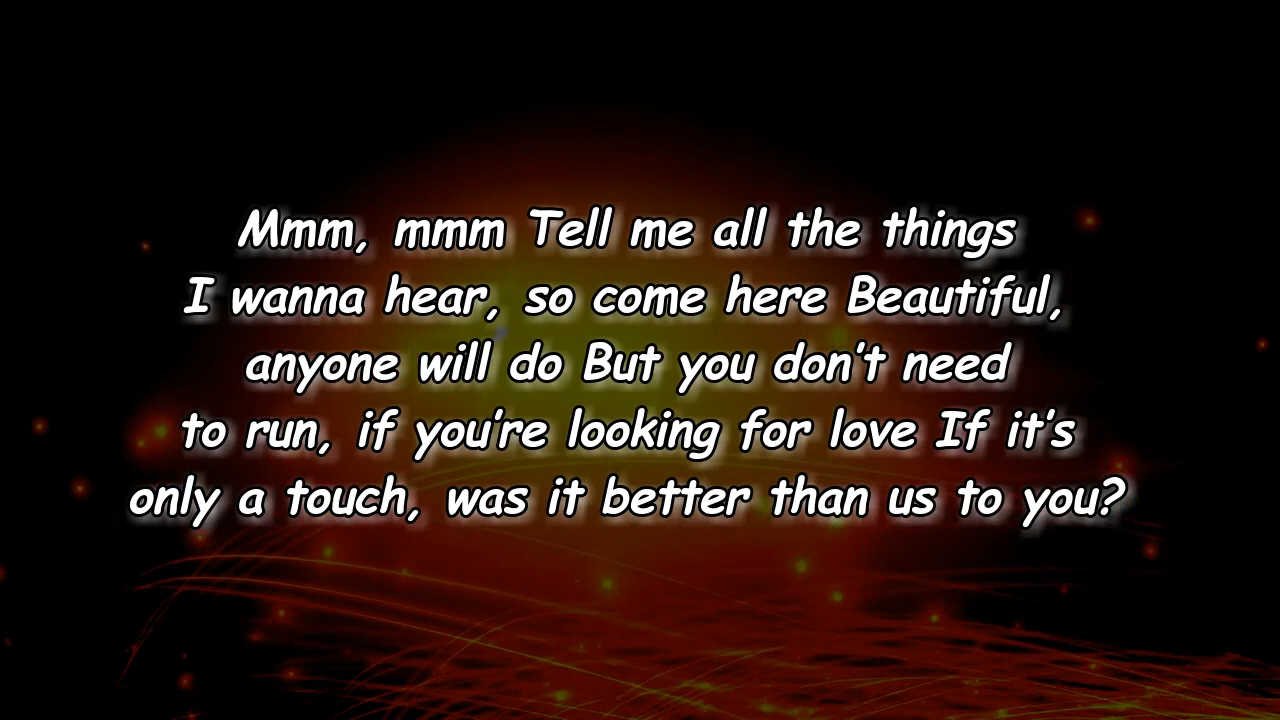 Mmm, mmm Tell me all the things
I wanna hear, so come here Beautiful,
anyone will do But you don't need
to run, if you're looking for love If it's
only a touch, was it better than us to you?